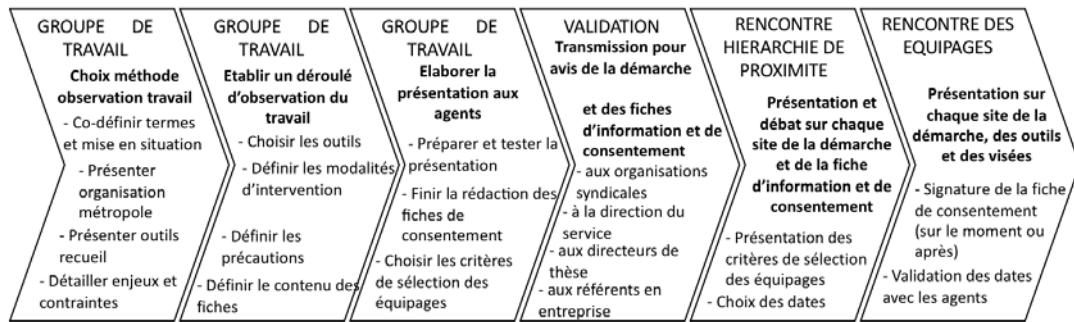 GROUPE DE
TRAVAIL
Choix méthode
observation travail
- Co-définir termes
et mise en situation
- Présenter
organisation
métropole
- Présenter outils
recueil
- Détailler enjeux et
contraintes
GROUPE DE
TRAVAIL
Etablir un déroulé
d’observation du
travail
- Choisir les outils
- Définir les modalités
d’intervention
- Définir les
précautions
- Définir le contenu des
fiches
GROUPE DE
TRAVAIL
Elaborer la
présentation aux
agents
- Préparer et tester la
présentation
- Finir la rédaction des
fiches de
consentement
- Choisir les critères
de sélection des
équipages
VALIDATION
Transmission pour
avis de la démarche
et des fiches
d’information et de
consentement
- aux organisations
syndicales
- à la direction du
service
- aux directeurs de
thèse
- aux référents en
entreprise
RENCONTRE
HIERARCHIE DE
PROXIMITE
Présentation et
débat sur chaque
site de la démarche
et de la fiche
d’information et de
consentement
- Présentation des
critères de sélection
des équipages
- Choix des dates
RENCONTRE DES
EQUIPAGES
Présentation sur
chaque site de la
démarche, des outils
et des visées
- Signature de la fiche
de consentement
(sur le moment ou
après)
- Validation des dates
avec les agents